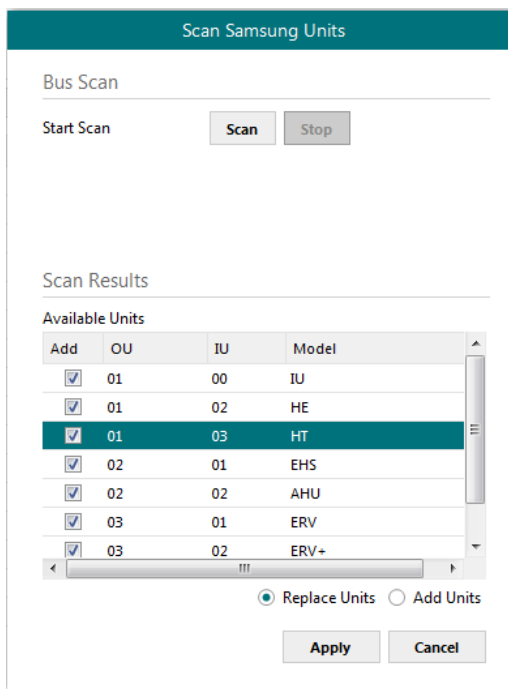 Scan Samsung Units
Bus Scan
Start Scan Scan Stop
Scan Results
Available Units
Add OU IU Model
01 00 IU
01 02 HE
01 03 HT
02 01 EHS
02 02 AHU
03 01 ERV
03 02 ERV+
Replace Units Add Units
Apply Cancel